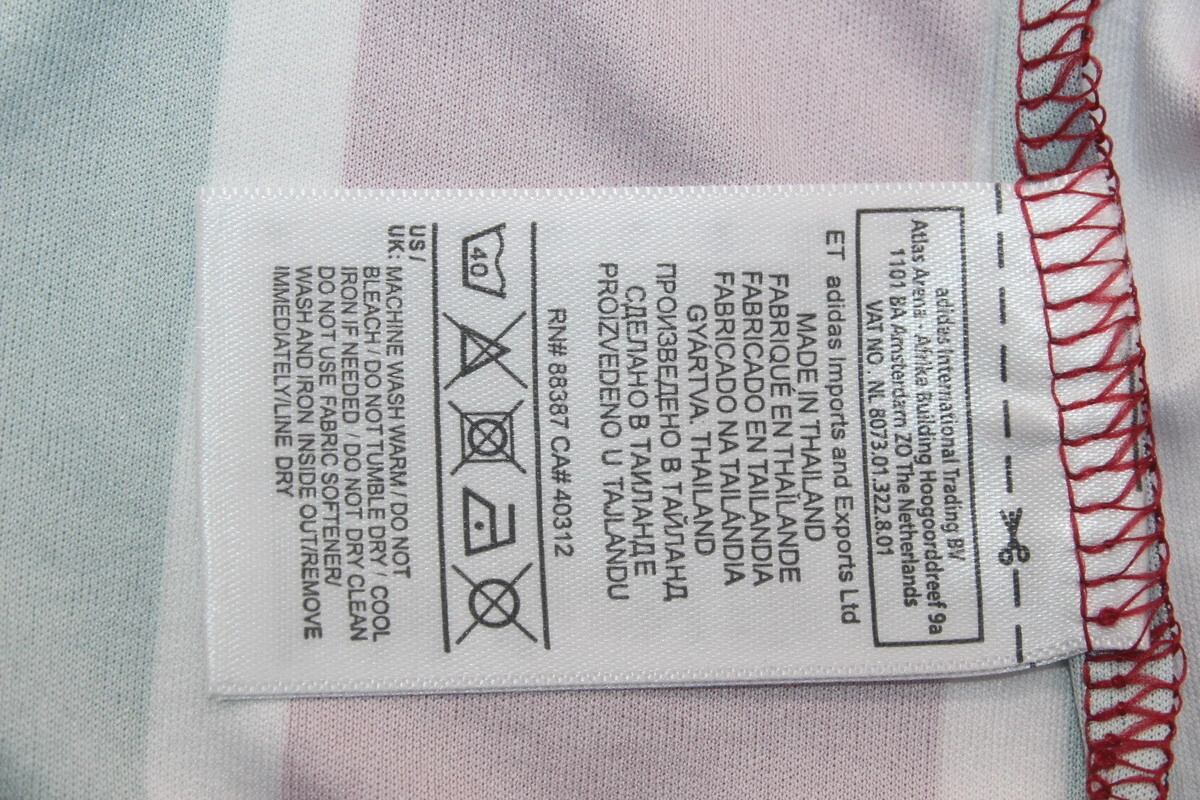 adidas International Trading BV
Atlas Arena - Afrika Building Hoogoorddreef 9a
1101 BA Amsterdam ZO The Netherlands
VAT NO. NL 8073.01.322.8.01
ET adidas Imports and Exports Ltd
MADE IN THAILAND
FABRIQUÉ EN THAÏLANDE
FABRICADO EN TAILANDIA
FABRICADO NA TAILÂNDIA
GYÁRTVA THAILAND
ПРОИЗВЕДЕНО В ТАЙЛАНД
СДЕЛАНО В ТАИЛАНДЕ
PROIZVEDENO U TAJLANDU
RN# 88387 CA# 40312
40
US /
UK: MACHINE WASH WARM / DO NOT
BLEACH / DO NOT TUMBLE DRY / COOL
IRON IF NEEDED / DO NOT DRY CLEAN
DO NOT USE FABRIC SOFTENER/
WASH AND IRON INSIDE OUT/REMOVE
IMMEDIATELY/LINE DRY